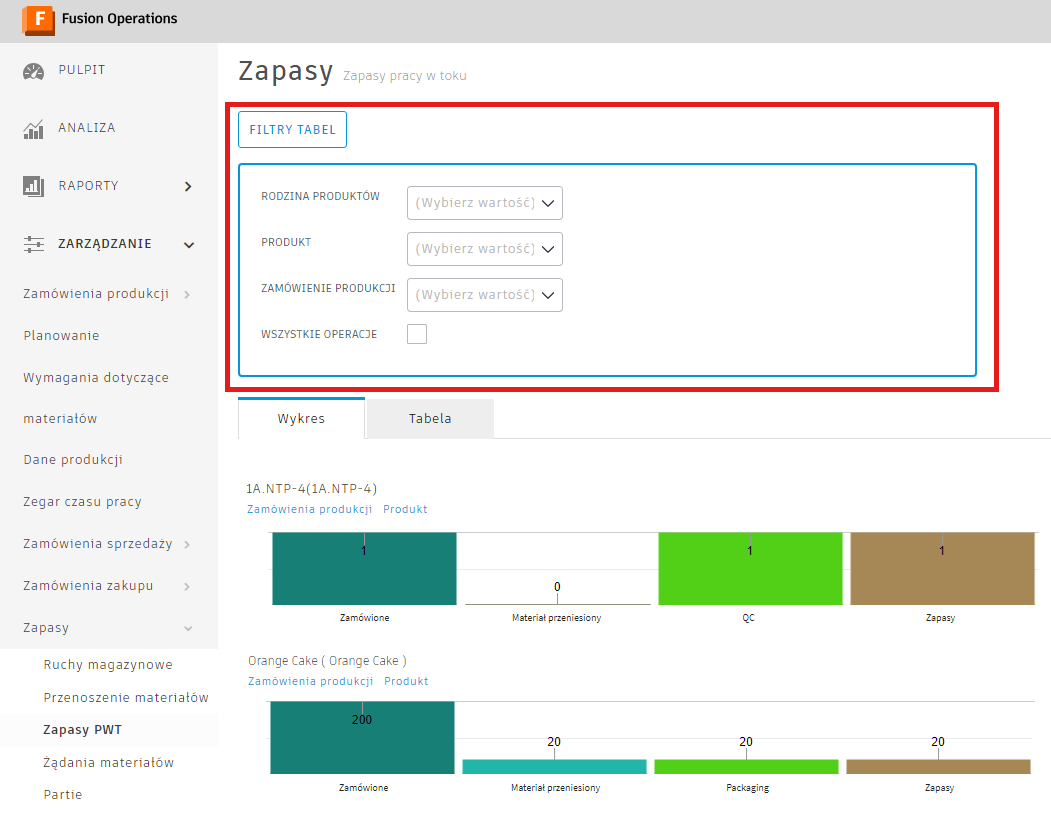 F Fusion Operations
PULPIT
ANALIZA
RAPORTY
ZARZĄDZANIE
Zamówienia produkcji
Planowanie
Wymagania dotyczące
materiałów
Dane produkcji
Zegar czasu pracy
Zamówienia sprzedaży
Zamówienia zakupu
Zapasy
Ruchy magazynowe
Przenoszenie materiałów
Zapasy PWT
Żądania materiałów
Partie
Zapasy Zapasy pracy w toku
FILTRY TABEL
RODZINA PRODUKTÓW (Wybierz wartość)
PRODUKT (Wybierz wartość)
ZAMÓWIENIE PRODUKCJI (Wybierz wartość)
WSZYSTKIE OPERACJE
Wykres Tabela
1A.NTP-4(1A.NTP-4)
Zamówienia produkcji Produkt
1 0 1 1
Zamówione Materiał przeniesiony QC Zapasy
Orange Cake ( Orange Cake )
Zamówienia produkcji Produkt
200 20 20 20
Zamówione Materiał przeniesiony Packaging Zapasy